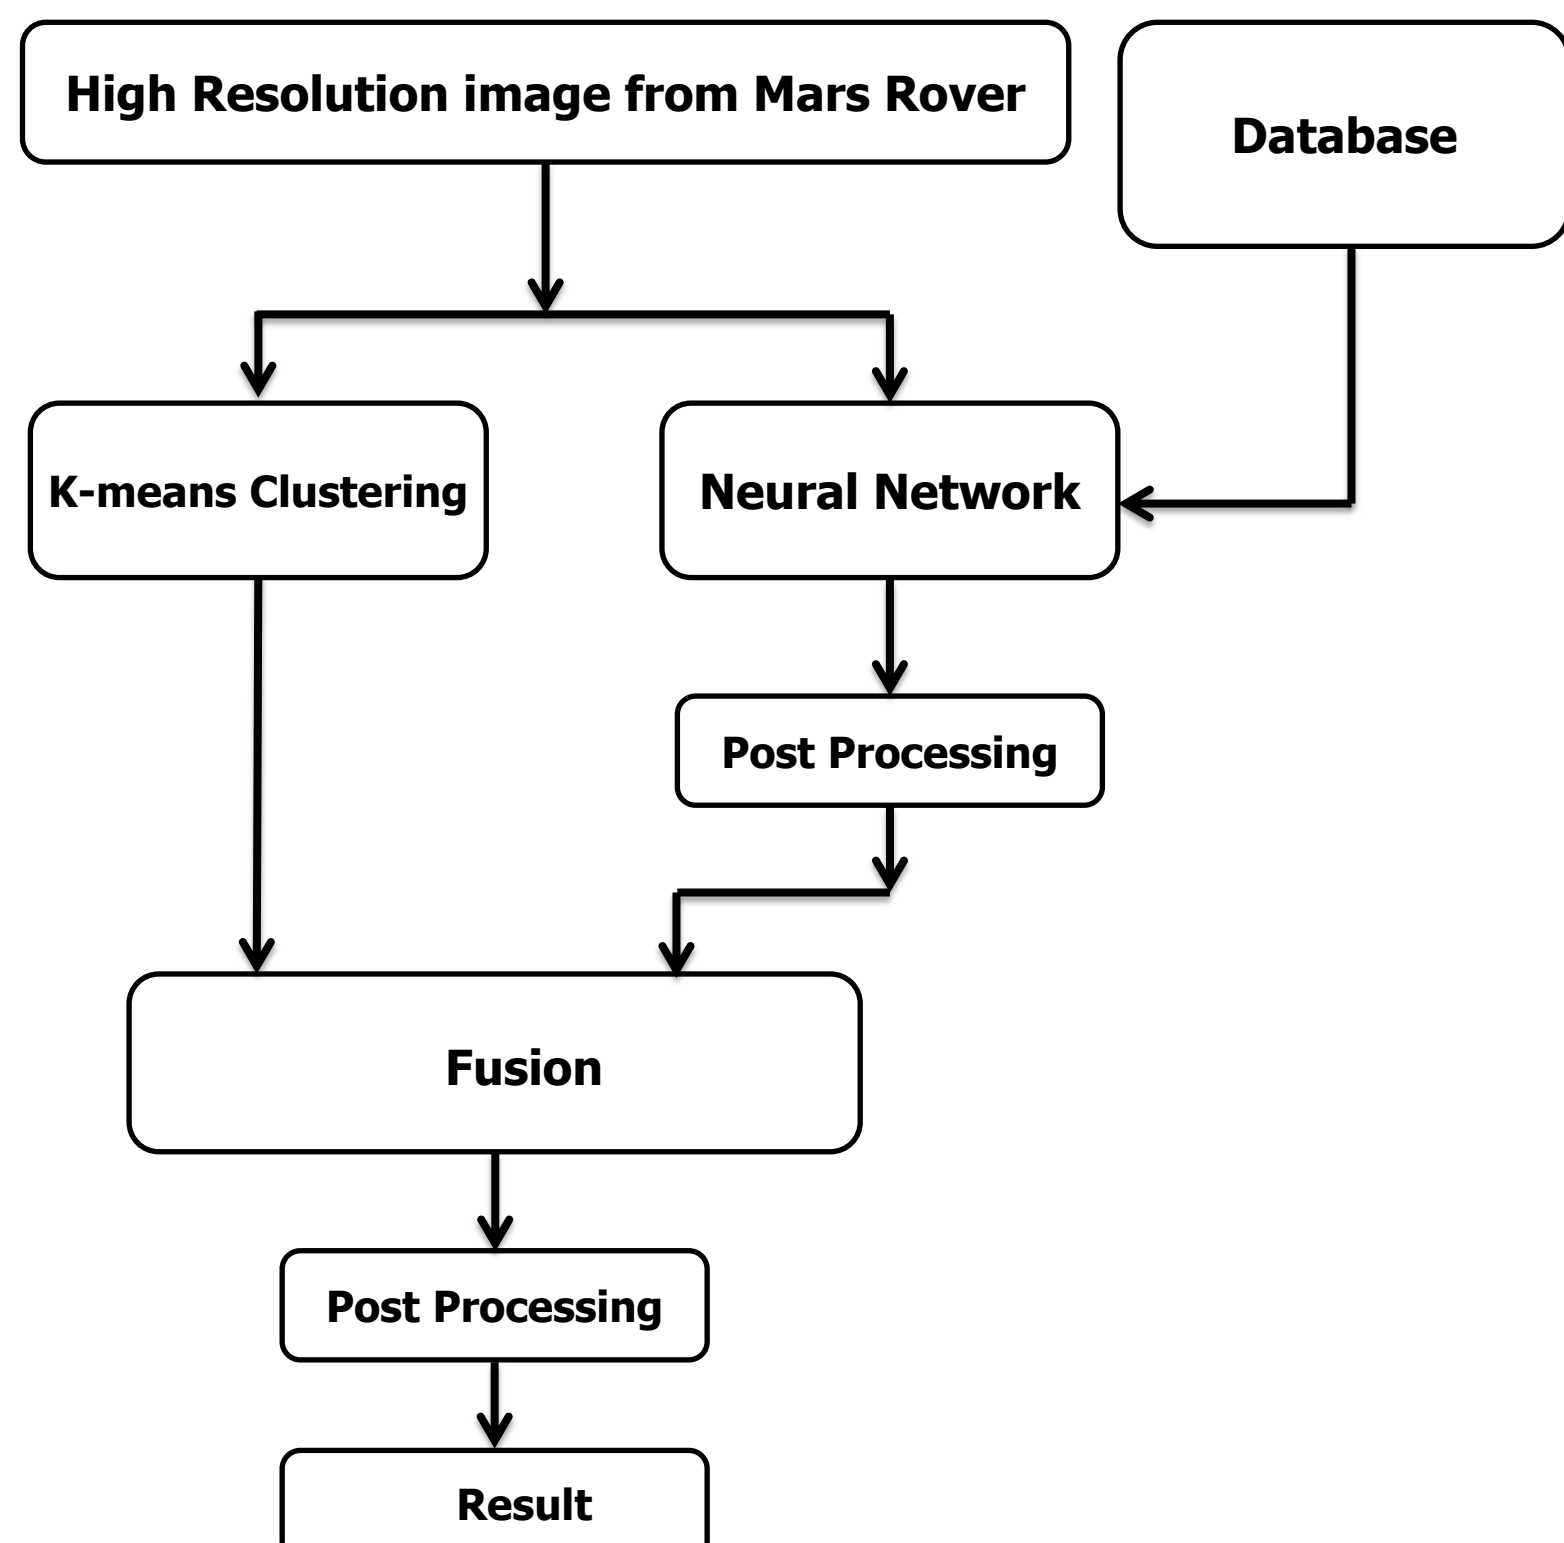 High Resolution image from Mars Rover
Database
K-means Clustering
Neural Network
Post Processing
Fusion
Post Processing
Result